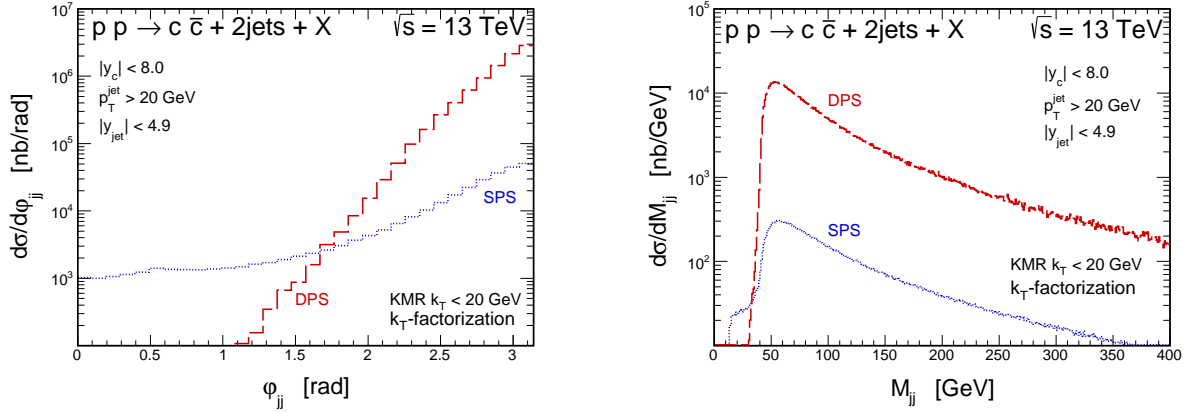 p p → c c̄ + 2jets + X √s = 13 TeV
|y_c| < 8.0
p_T^jet > 20 GeV
|y_jet| < 4.9
SPS
DPS
KMR k_T < 20 GeV
k_T-factorization
dσ/dφ_jj [nb/rad]
10^6
10^5
10^4
10^3
0 0.5 1 1.5 2 2.5 3
φ_jj [rad]
p p → c c̄ + 2jets + X √s = 13 TeV
|y_c| < 8.0
p_T^jet > 20 GeV
|y_jet| < 4.9
DPS
SPS
KMR k_T < 20 GeV
k_T-factorization
dσ/dM_jj [nb/GeV]
10^5
10^4
10^3
10^2
0 50 100 150 200 250 300 350 400
M_jj [GeV]